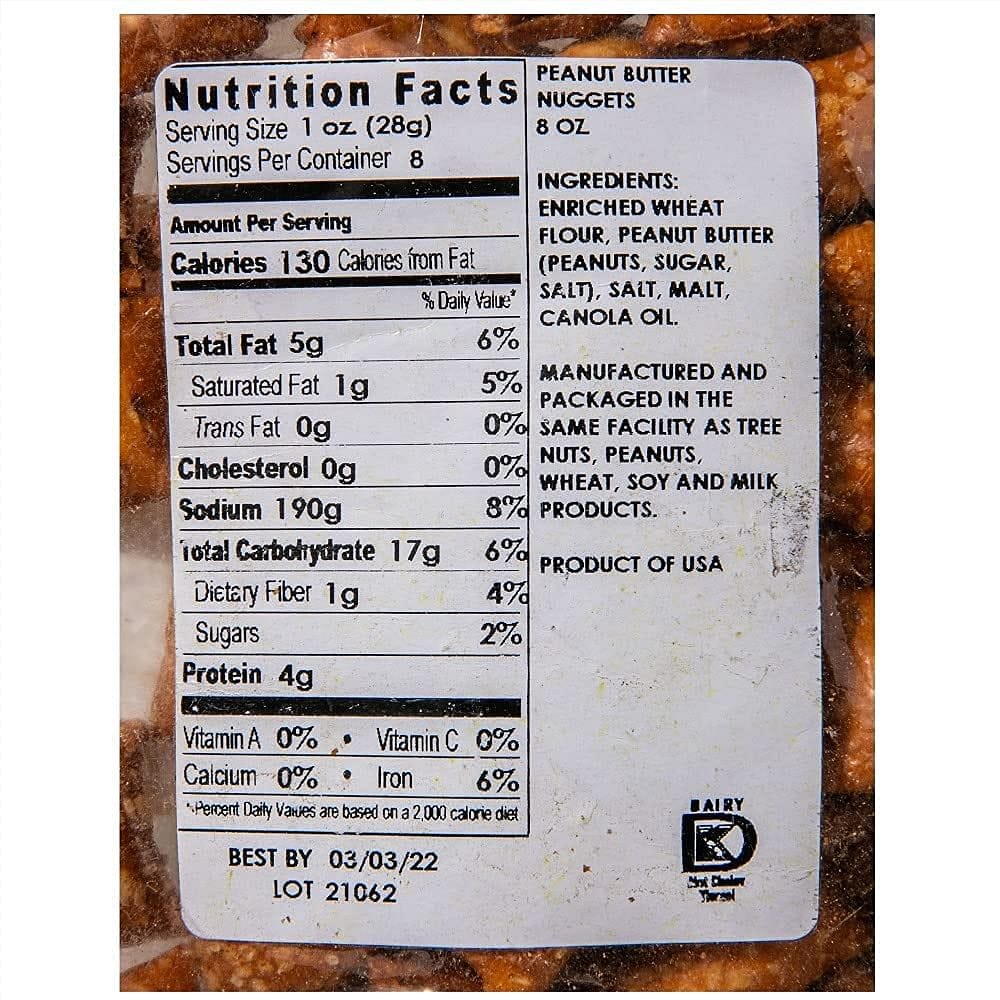 Nutrition Facts
Serving Size 1 oz (28g)
Servings Per Container 8
Amount Per Serving
Calories 130 Calories from Fat
% Daily Value*
Total Fat 5g 6%
Saturated Fat 1g 5%
Trans Fat 0g 0%
Cholesterol 0g 0%
Sodium 190g 8%
Total Carbohydrate 17g 6%
Dietary Fiber 1g 4%
Sugars 2%
Protein 4g
Vitamin A 0% • Vitamin C 0%
Calcium 0% • Iron 6%
*Percent Daily Values are based on a 2,000 calorie diet
BEST BY 03/03/22
LOT 21062
PEANUT BUTTER
NUGGETS
8 OZ
INGREDIENTS:
ENRICHED WHEAT
FLOUR, PEANUT BUTTER
(PEANUTS, SUGAR,
SALT), SALT, MALT,
CANOLA OIL.
MANUFACTURED AND
PACKAGED IN THE
SAME FACILITY AS TREE
NUTS, PEANUTS,
WHEAT, SOY AND MILK
PRODUCTS.
PRODUCT OF USA
DAIRY
K